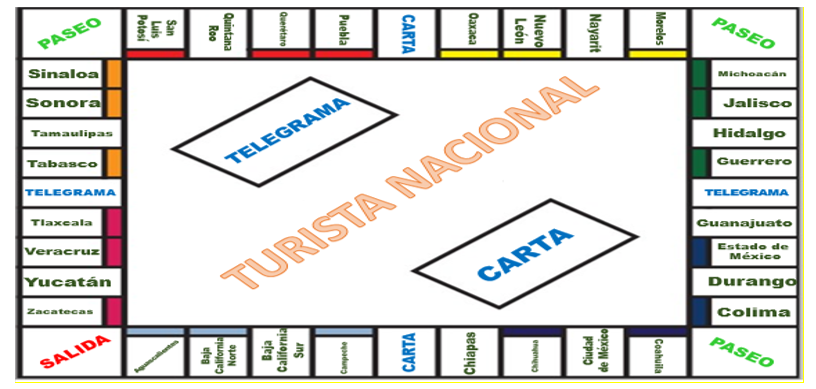 PASEO
San
Luis
Potosí
Quintana
Roo
Querétaro
Puebla
CARTA
Oaxaca
Nuevo
León
Nayarit
Morelos
PASEO
Sinaloa
Sonora
Tamaulipas
Tabasco
TELEGRAMA
Tlaxcala
Veracruz
Yucatán
Zacatecas
TELEGRAMA
TURISTA NACIONAL
CARTA
Michoacán
Jalisco
Hidalgo
Guerrero
TELEGRAMA
Guanajuato
Estado de
México
Durango
Colima
SALIDA
Aguascalientes
Baja
California
Norte
Baja
California
Sur
Campeche
CARTA
Chiapas
Chihuahua
Ciudad
de México
Coahuila
PASEO